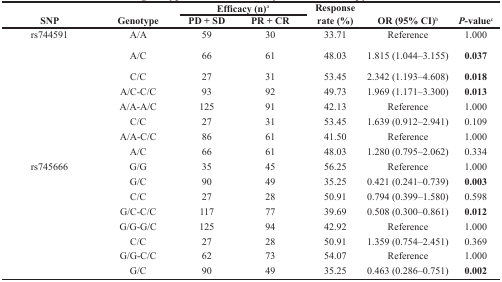 Efficacy (n)a Response
SNP Genotype PD + SD PR + CR rate (%) OR (95% CI)b P-valuec
rs744591 A/A 59 30 33.71 Reference 1.000
A/C 66 61 48.03 1.815 (1.044–3.155) 0.037
C/C 27 31 53.45 2.342 (1.193–4.608) 0.018
A/C-C/C 93 92 49.73 1.969 (1.171–3.300) 0.013
A/A-A/C 125 91 42.13 Reference 1.000
C/C 27 31 53.45 1.639 (0.912–2.941) 0.109
A/A-C/C 86 61 41.50 Reference 1.000
A/C 66 61 48.03 1.280 (0.795–2.062) 0.334
rs745666 G/G 35 45 56.25 Reference 1.000
G/C 90 49 35.25 0.421 (0.241–0.739) 0.003
C/C 27 28 50.91 0.794 (0.399–1.580) 0.598
G/C-C/C 117 77 39.69 0.508 (0.300–0.861) 0.012
G/G-G/C 125 94 42.92 Reference 1.000
C/C 27 28 50.91 1.359 (0.754–2.451) 0.369
G/G-C/C 62 73 54.07 Reference 1.000
G/C 90 49 35.25 0.463 (0.286–0.751) 0.002